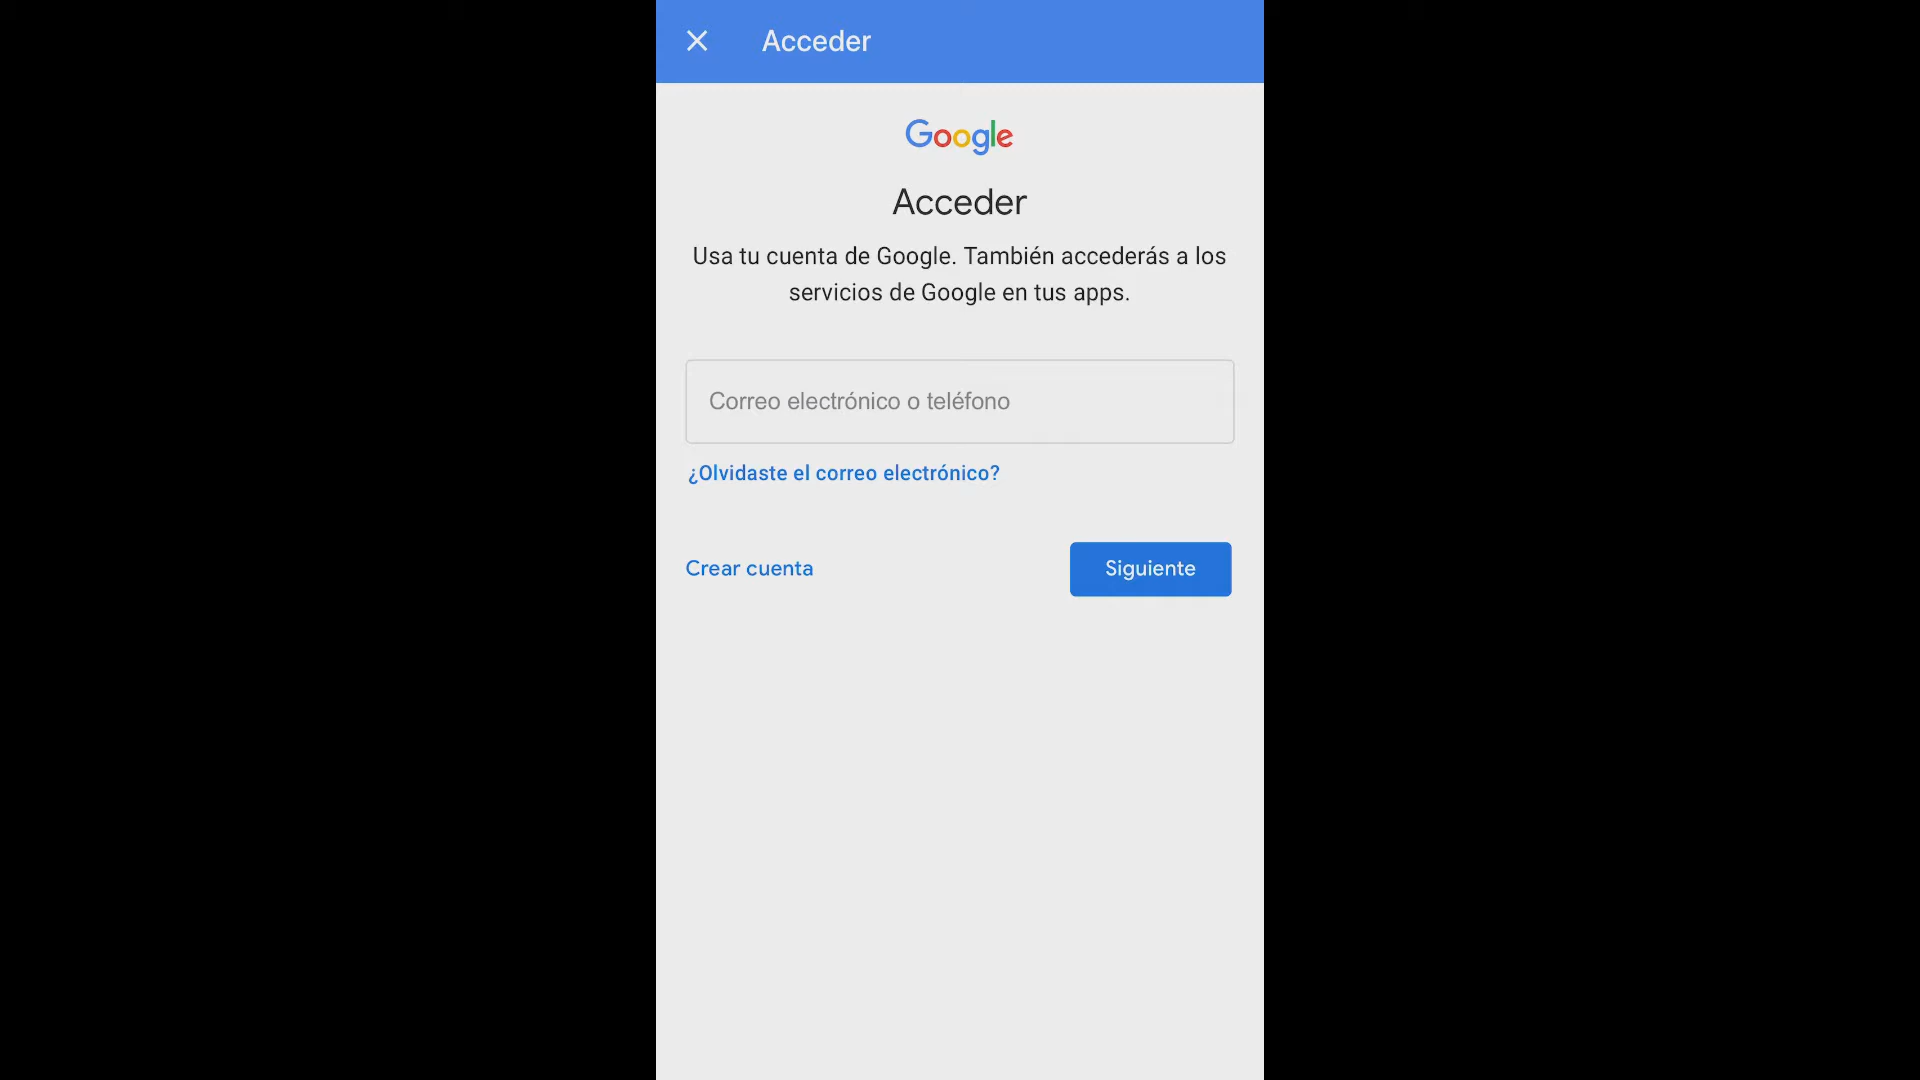 Acceder
Google
Acceder
Usa tu cuenta de Google. También accederás a los
servicios de Google en tus apps.
Correo electrónico o teléfono
¿Olvidaste el correo electrónico?
Crear cuenta
Siguiente